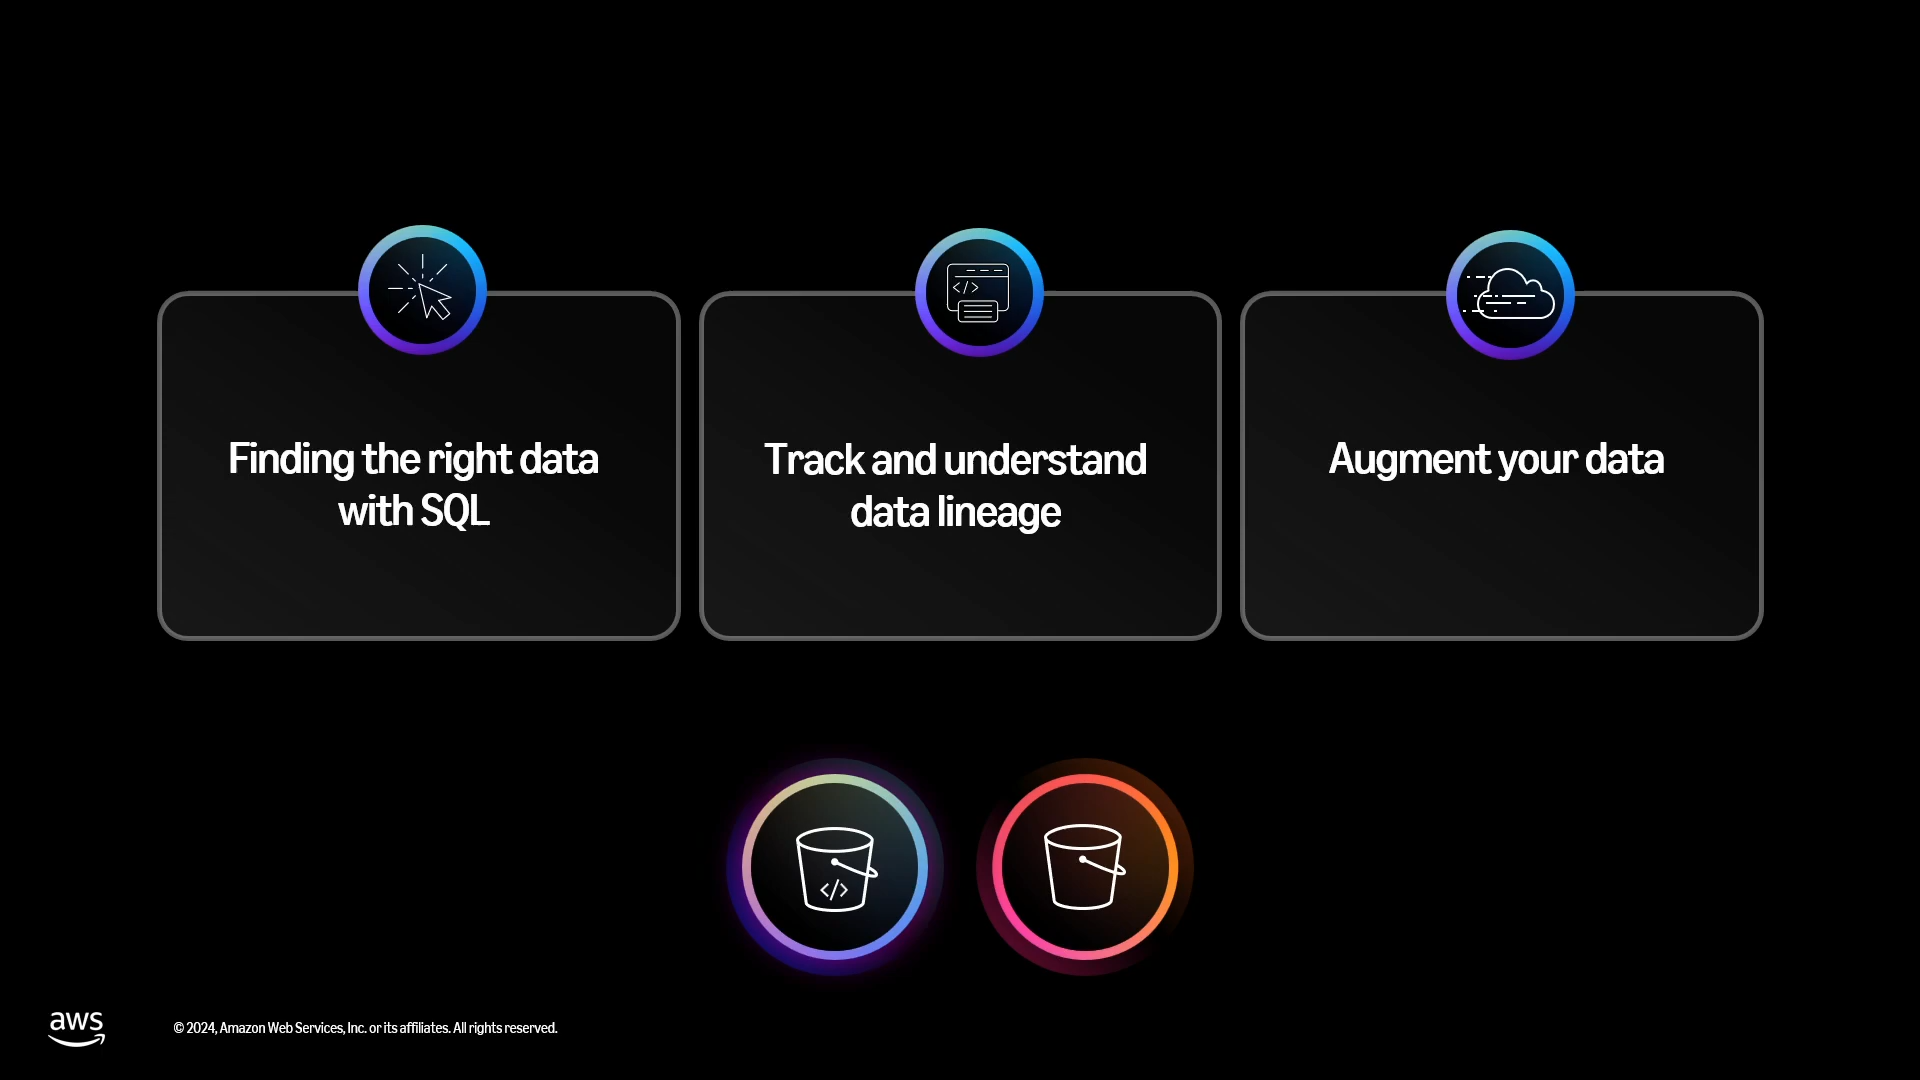 </>
Finding the right data
with SQL
Track and understand
data lineage
Augment your data
</>
aws
© 2024, Amazon Web Services, Inc. or its affiliates. All rights reserved.